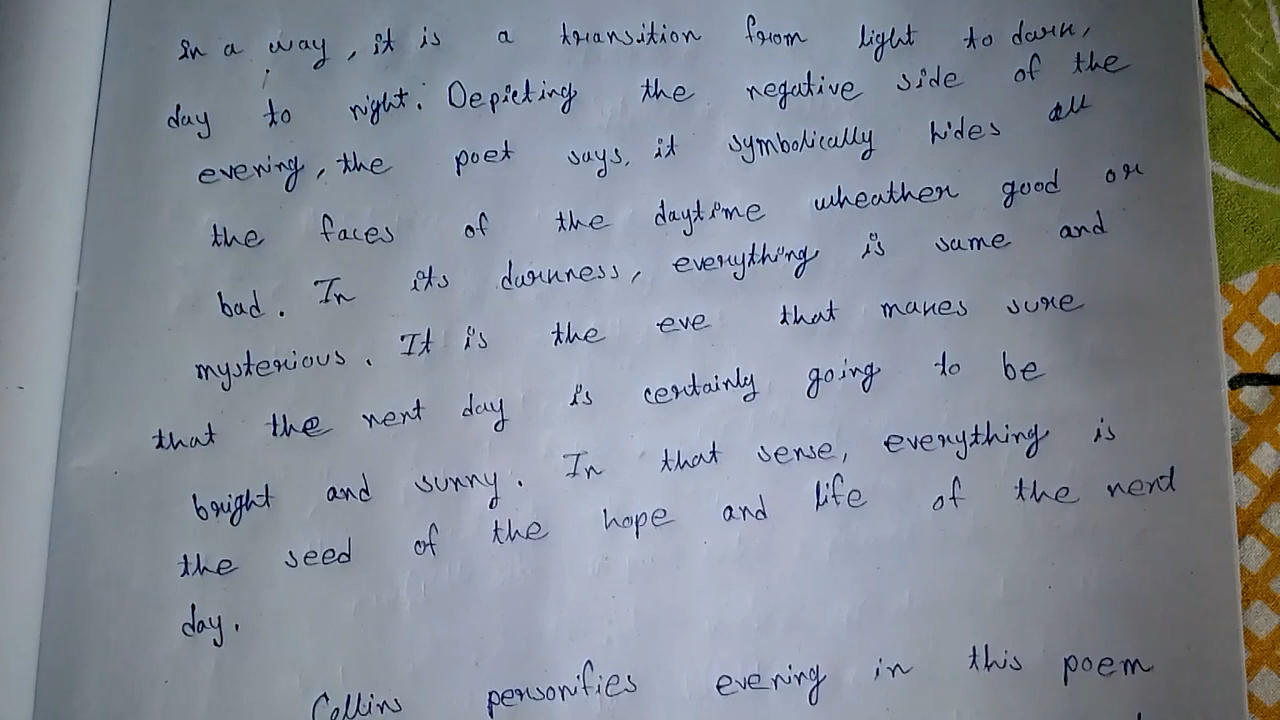 In a way, it is a transition from light to dark,
day to night. Depicting the negative side of the
evening, the poet says, it symbolically hides all
the faces of the daytime wheather good or
bad. In its darkness, everything is same and
mysterious. It is the eve that makes sure
that the next day is certainly going to be
bright and sunny. In that sense, everything is
the seed of the hope and life of the next
day.
Collins personifies evening in this poem